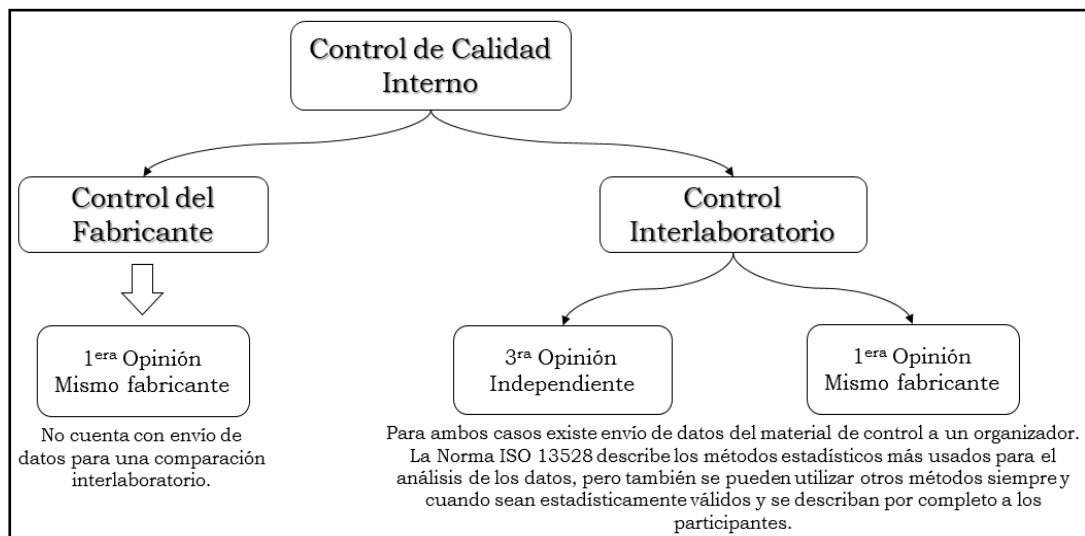 Control de Calidad
Interno
Control del
Fabricante
Control
Interlaboratorio
1era Opinión
Mismo fabricante
3ra Opinión
Independiente
1era Opinión
Mismo fabricante
No cuenta con envío de
datos para una comparación
interlaboratorio.
Para ambos casos existe envío de datos del material de control a un organizador.
La Norma ISO 13528 describe los métodos estadísticos más usados para el
análisis de los datos, pero también se pueden utilizar otros métodos siempre y
cuando sean estadísticamente válidos y se describan por completo a los
participantes.